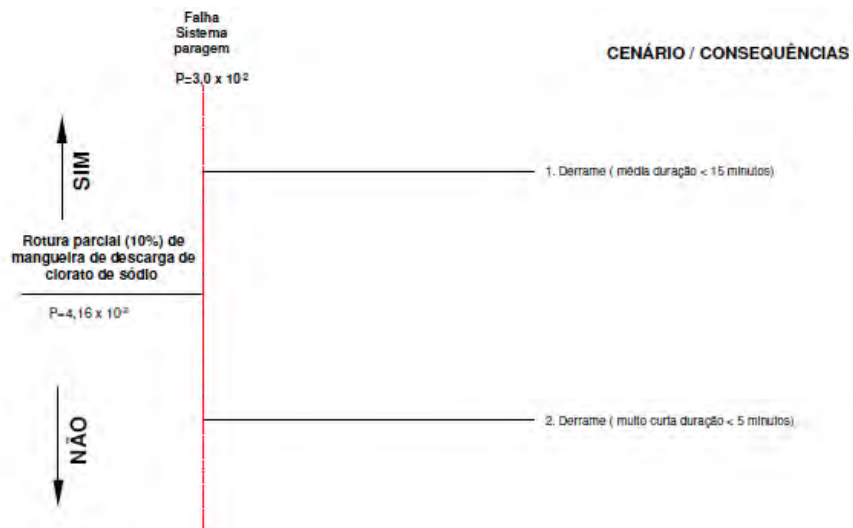 Falha
Sistema
paragem
P=3,0 x 10⁻²
CENÁRIO / CONSEQUÊNCIAS
SIM
1. Derrame ( média duração < 15 minutos)
Rotura parcial (10%) de
mangueira de descarga de
clorato de sódio
P=4,16 x 10⁻²
NÃO
2. Derrame ( muito curta duração < 5 minutos)